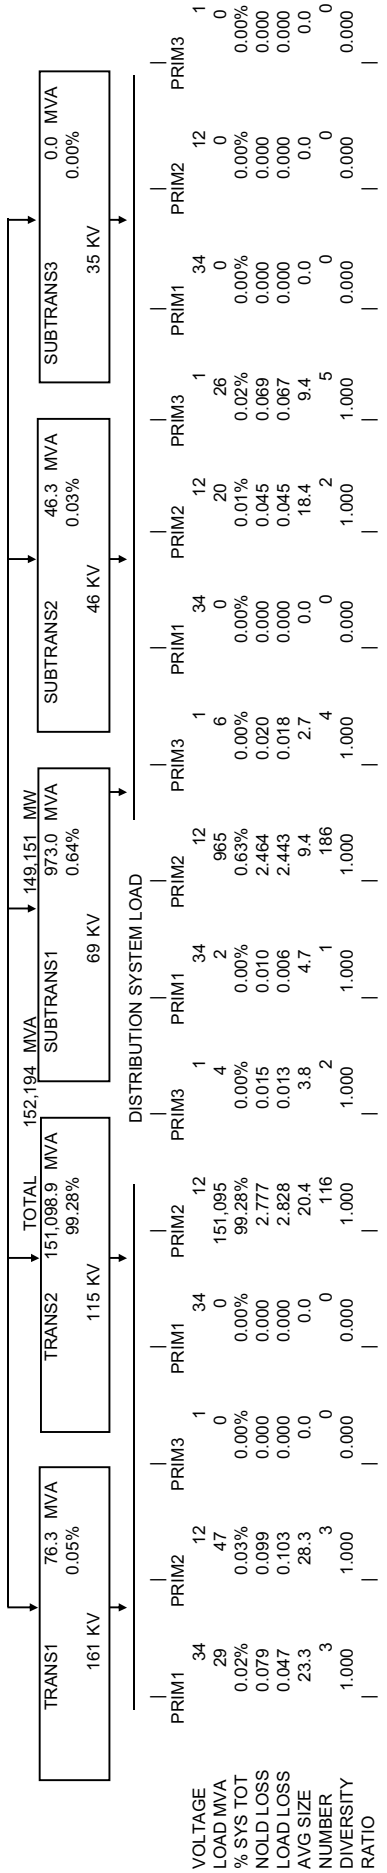 TOTAL 152,194 MVA 149,151 MW
TRANS1 76.3 MVA TRANS2 151,098.9 MVA SUBTRANS1 973.0 MVA SUBTRANS2 46.3 MVA SUBTRANS3 0.0 MVA
0.05% 99.28% 0.64% 0.03% 0.00%
161 KV 115 KV 69 KV 46 KV 35 KV
DISTRIBUTION SYSTEM LOAD
| | | | | | | | | | | | | | |
PRIM1 PRIM2 PRIM3 PRIM1 PRIM2 PRIM3 PRIM1 PRIM2 PRIM3 PRIM1 PRIM2 PRIM3 PRIM1 PRIM2 PRIM3
VOLTAGE 34 12 1 34 12 1 34 12 1 34 12 1 34 12 1
LOAD MVA 29 47 0 0 151,095 4 2 965 6 0 20 26 0 0 0
% SYS TOT 0.02% 0.03% 0.00% 0.00% 99.28% 0.00% 0.00% 0.63% 0.00% 0.00% 0.01% 0.02% 0.00% 0.00% 0.00%
NOLD LOSS 0.079 0.099 0.000 0.000 2.777 0.015 0.010 2.464 0.020 0.000 0.045 0.069 0.000 0.000 0.000
LOAD LOSS 0.047 0.103 0.000 0.000 2.828 0.013 0.006 2.443 0.018 0.000 0.045 0.067 0.000 0.000 0.000
AVG SIZE 23.3 28.3 0.0 0.0 20.4 3.8 4.7 9.4 2.7 0.0 18.4 9.4 0.0 0.0 0.0
NUMBER 3 3 0 0 116 2 1 186 4 0 2 5 0 0 0
DIVERSITY 1.000 1.000 0.000 0.000 1.000 1.000 1.000 1.000 1.000 0.000 1.000 1.000 0.000 0.000 0.000
RATIO | | | | | | | | | | | | | | |